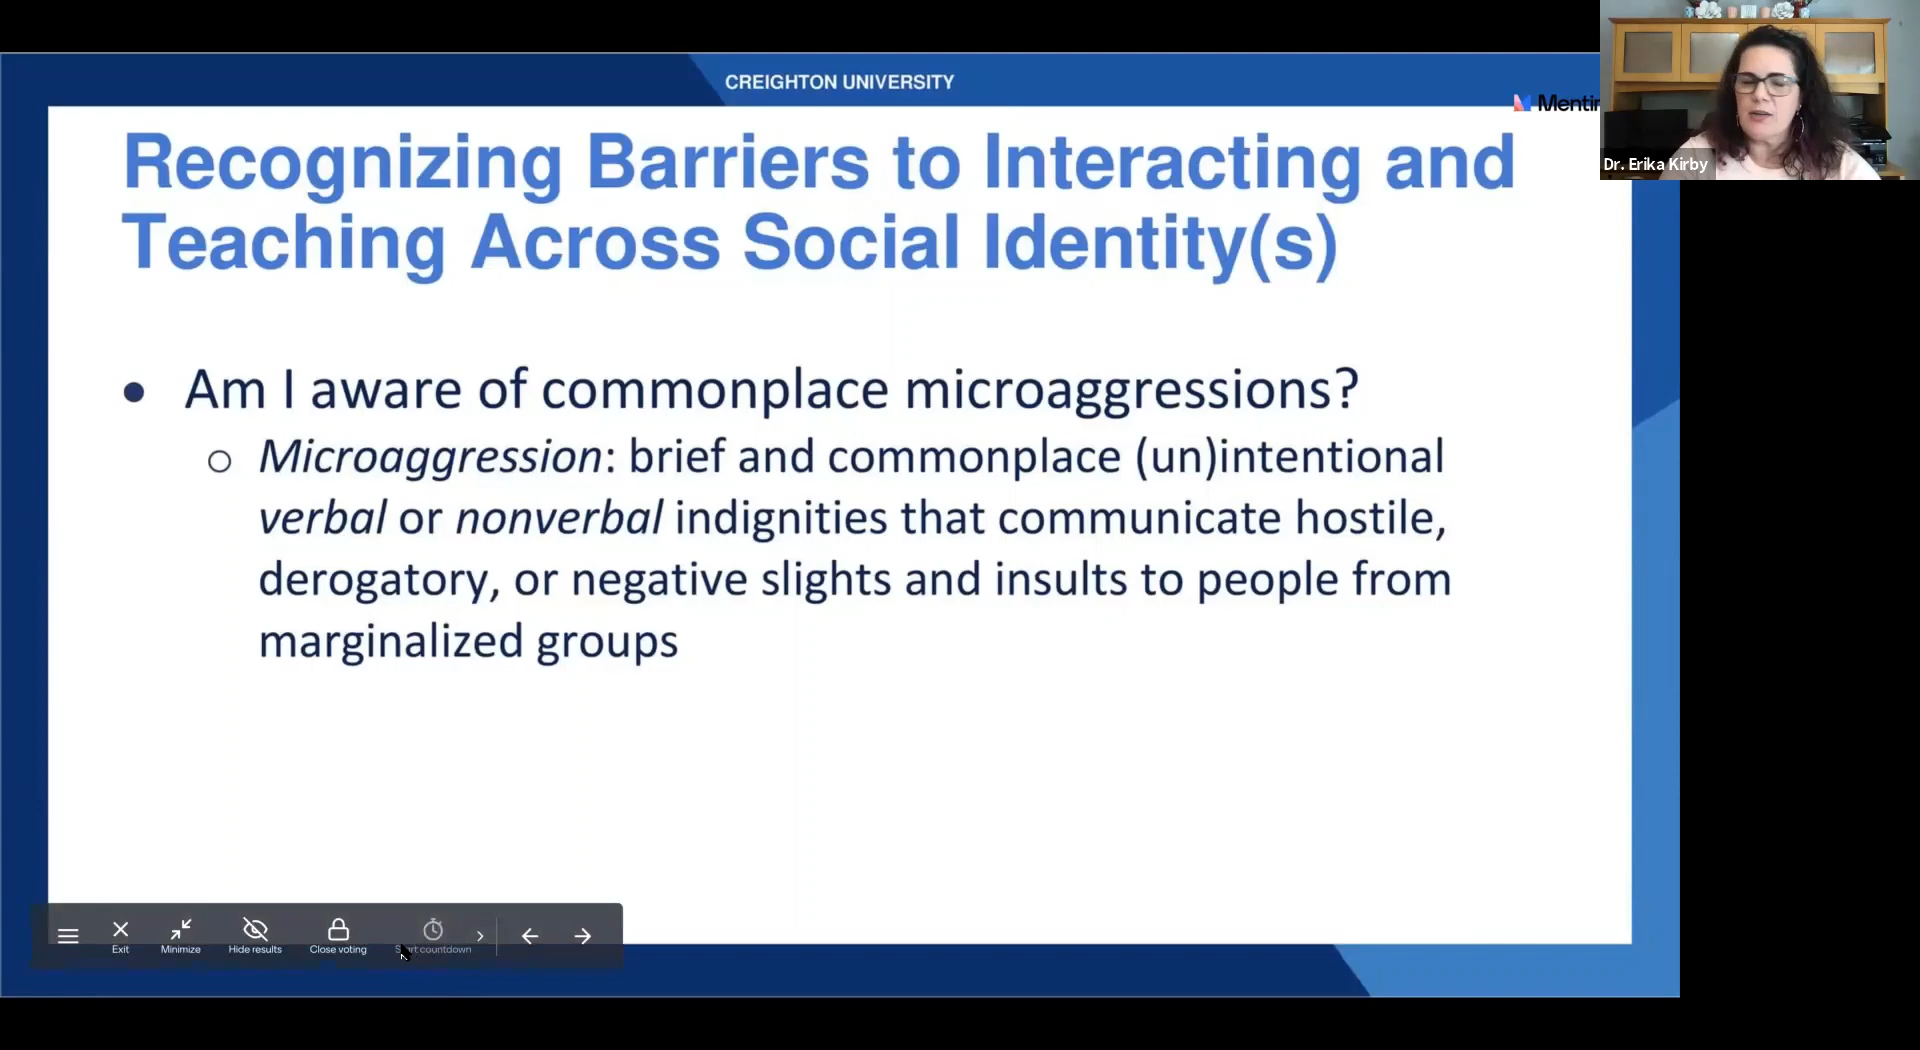 CREIGHTON UNIVERSITY
Recognizing Barriers to Interacting and
Teaching Across Social Identity(s)
• Am I aware of commonplace microaggressions?
○ Microaggression: brief and commonplace (un)intentional
verbal or nonverbal indignities that communicate hostile,
derogatory, or negative slights and insults to people from
marginalized groups
Dr. Erika Kirby
Exit
Minimize
Hide results
Close voting
countdown